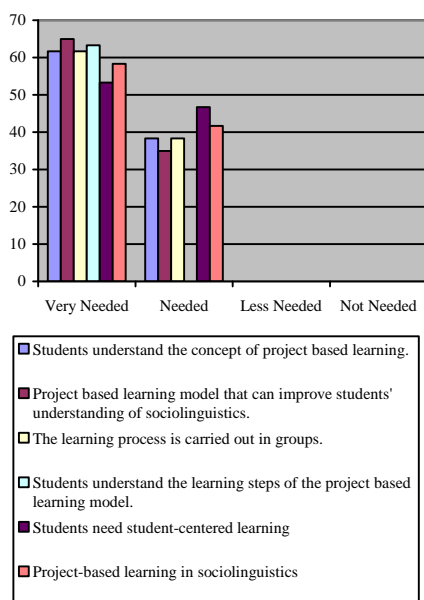 70
60
50
40
30
20
10
0
Very Needed Needed Less Needed Not Needed
Students understand the concept of project based learning.
Project based learning model that can improve students'
understanding of sociolinguistics.
The learning process is carried out in groups.
Students understand the learning steps of the project based
learning model.
Students need student-centered learning
Project-based learning in sociolinguistics